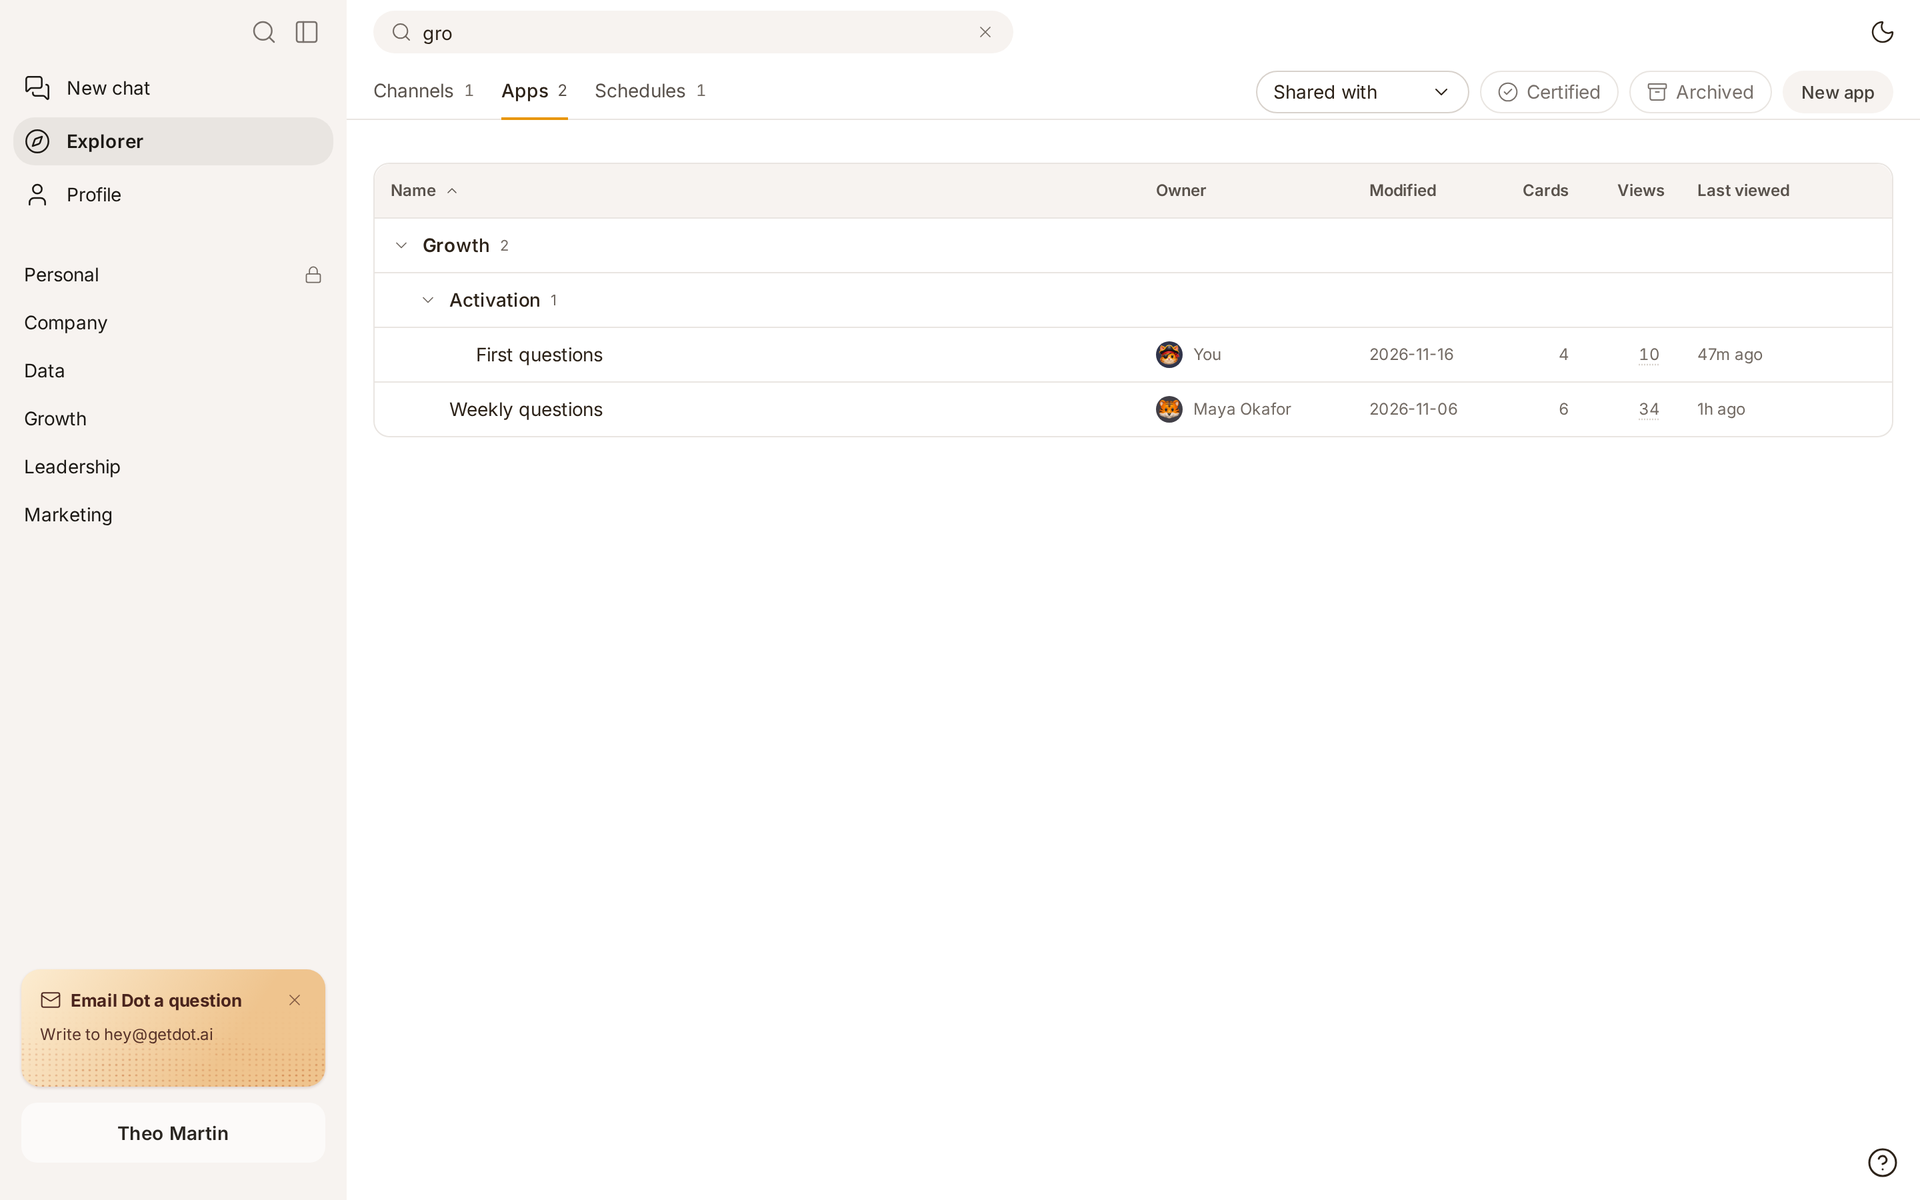 gro
New chat
Explorer
Profile
Personal
Company
Data
Growth
Leadership
Marketing
Email Dot a question
Write to hey@getdot.ai
Theo Martin
Channels 1
Apps 2
Schedules 1
Shared with
Certified
Archived
New app
Name Owner Modified Cards Views Last viewed
Growth 2
Activation 1
First questions You 2026-11-16 4 10 47m ago
Weekly questions Maya Okafor 2026-11-06 6 34 1h ago